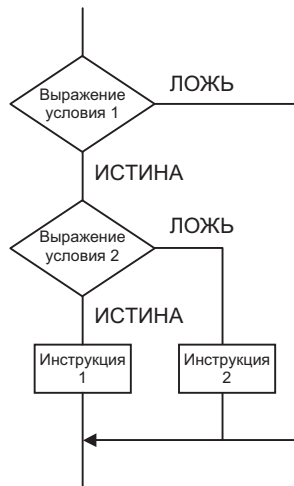 Выражение
условия 1
ЛОЖЬ
ИСТИНА
Выражение
условия 2
ЛОЖЬ
ИСТИНА
Инструкция
1
Инструкция
2